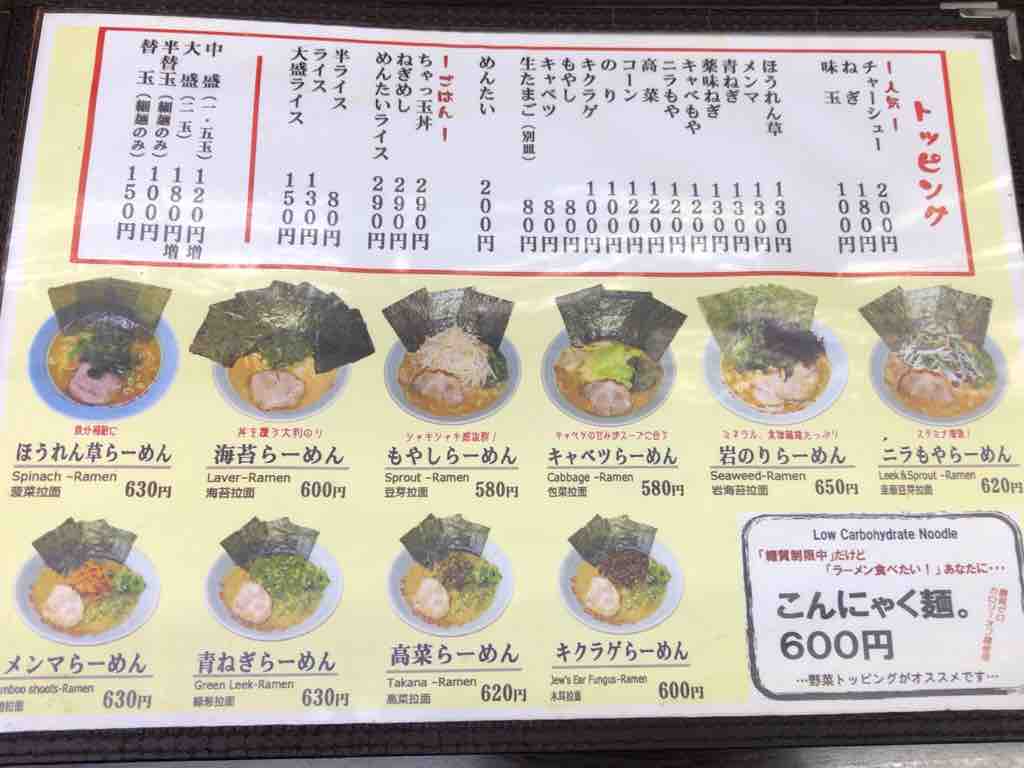 トッピング
ー人気ー
チャーシュー 200円
ねぎ 180円
味玉 100円
ほうれん草 130円
メンマ 130円
青ねぎ 130円
薬味ねぎ 130円
キャベもや 120円
ニラもや 120円
高菜 120円
コーン 120円
のり 100円
キクラゲ 100円
もやし 80円
キャベツ 80円
生たまご(別皿) 80円
めんたい 200円
ーごはんー
ちゃっ玉丼 290円
ねぎめし 290円
めんたいライス 290円
半ライス 80円
ライス 130円
大盛ライス 150円
中盛(一.五玉) 120円増
大盛(二玉) 180円増
半替玉(細麺のみ) 100円
替玉(細麺のみ) 150円
鉄分補給に
ほうれん草らーめん
Spinach –Ramen
菠菜拉面 630円
丼を覆う大判のり
海苔らーめん
Laver-Ramen
海苔拉面 600円
シャキシャキ感抜群!
もやしらーめん
Sprout -Ramen
豆芽拉面 580円
キャベツの甘みがスープに合う
キャベツらーめん
Cabbage -Ramen
包菜拉面 580円
ミネラル、食物繊維たっぷり
岩のりらーめん
Seaweed-Ramen
岩海苔拉面 650円
スタミナ増強!
ニラもやらーめん
Leek&Sprout -Ramen
韭菜豆芽拉面 620円
メンマらーめん
mboo shoots-Ramen
拉面 630円
青ねぎらーめん
Green Leek-Ramen
绿葱拉面 630円
高菜らーめん
Takana –Ramen
高菜拉面 620円
キクラゲらーめん
Jew's Ear Fungus-Ramen
木耳拉面 600円
Low Carbohydrate Noodle
「糖質制限中」だけど
「ラーメン食べたい!」あなたに・・・
こんにゃく麺。
600円
…野菜トッピングがオススメです…